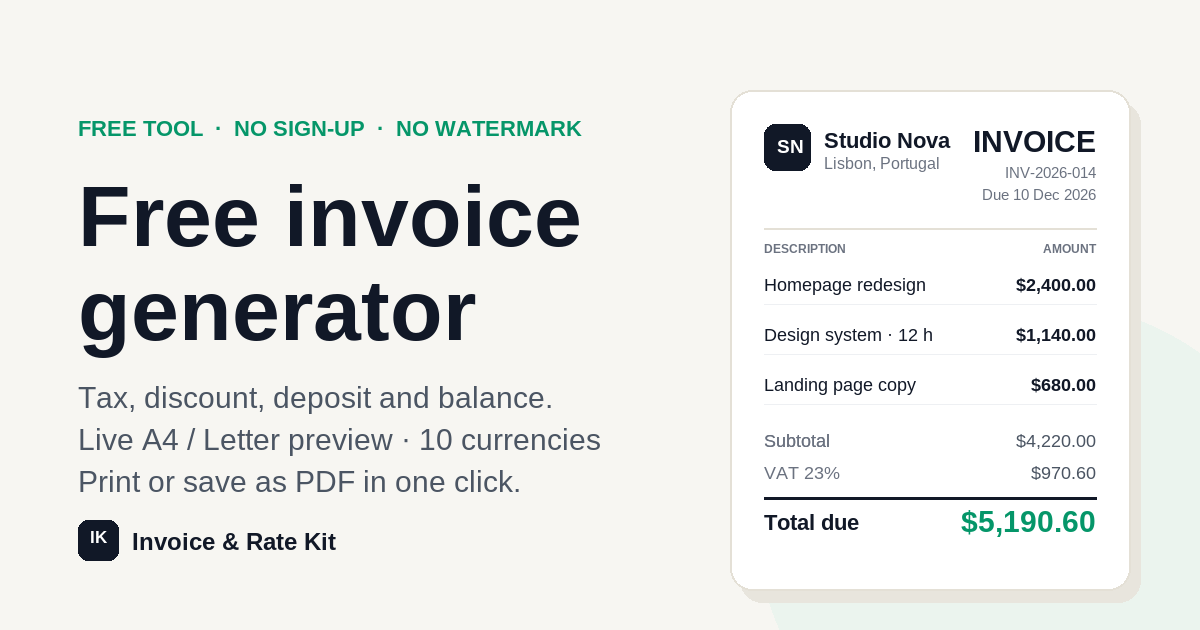 FREE TOOL · NO SIGN-UP · NO WATERMARK
Free invoice
generator
Tax, discount, deposit and balance.
Live A4 / Letter preview · 10 currencies
Print or save as PDF in one click.
IK Invoice & Rate Kit
SN Studio Nova
Lisbon, Portugal
INVOICE
INV-2026-014
Due 10 Dec 2026
DESCRIPTION AMOUNT
Homepage redesign $2,400.00
Design system · 12 h $1,140.00
Landing page copy $680.00
Subtotal $4,220.00
VAT 23% $970.60
Total due $5,190.60